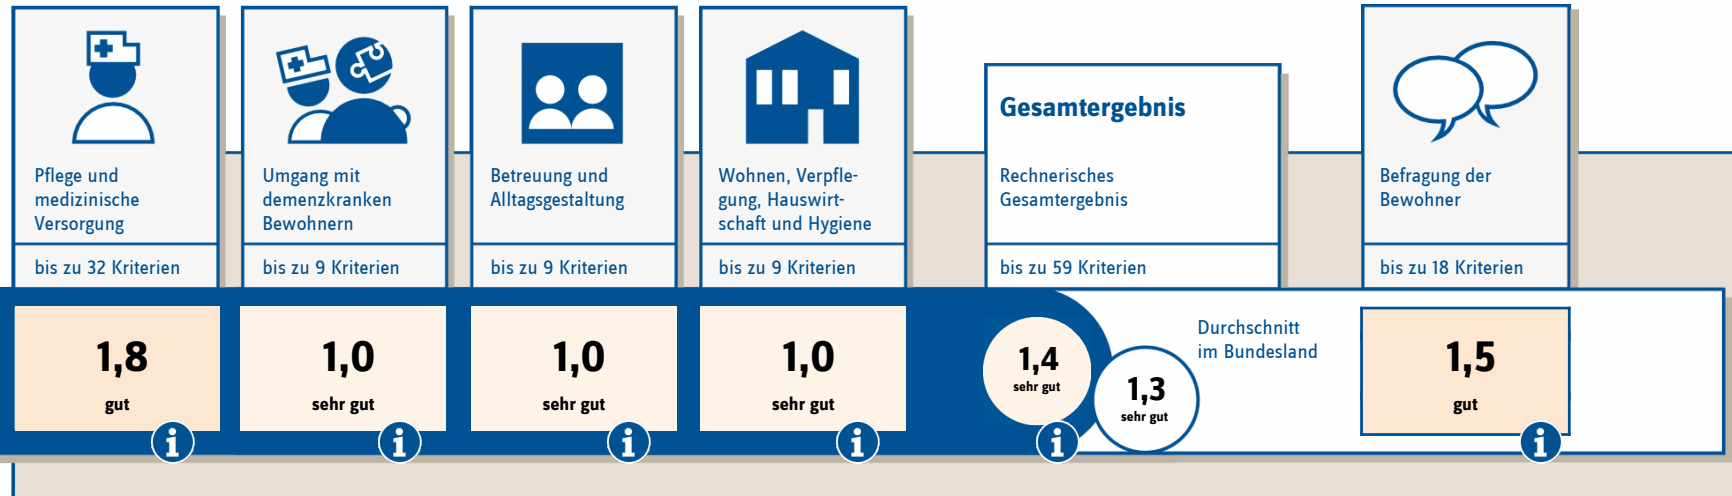 Pflege und
medizinische
Versorgung
bis zu 32 Kriterien
1,8
gut
i
Umgang mit
demenzkranken
Bewohnern
bis zu 9 Kriterien
1,0
sehr gut
i
Betreuung und
Alltagsgestaltung
bis zu 9 Kriterien
1,0
sehr gut
i
Wohnen, Verpfle-
gung, Hauswirt-
schaft und Hygiene
bis zu 9 Kriterien
1,0
sehr gut
i
Gesamtergebnis
Rechnerisches
Gesamtergebnis
bis zu 59 Kriterien
1,4
sehr gut
i
1,3
sehr gut
Durchschnitt
im Bundesland
Befragung der
Bewohner
bis zu 18 Kriterien
1,5
gut
i